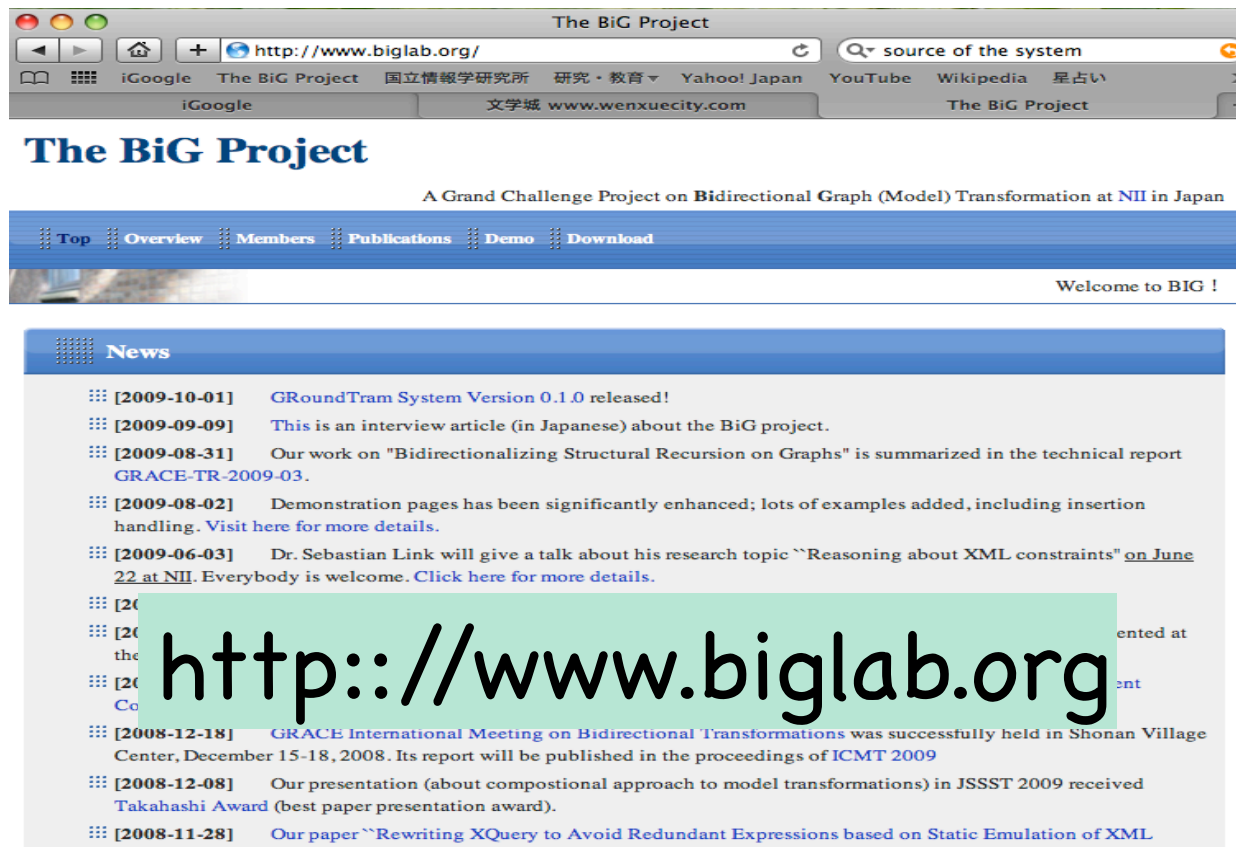 The BiG Project
http://www.biglab.org/ source of the system
iGoogle The BiG Project 国立情報学研究所 研究・教育▾ Yahoo! Japan YouTube Wikipedia 星占い
iGoogle 文学城 www.wenxuecity.com The BiG Project
The BiG Project
A Grand Challenge Project on Bidirectional Graph (Model) Transformation at NII in Japan
Top Overview Members Publications Demo Download
Welcome to BIG !
News
[2009-10-01] GRoundTram System Version 0.1.0 released!
[2009-09-09] This is an interview article (in Japanese) about the BiG project.
[2009-08-31] Our work on "Bidirectionalizing Structural Recursion on Graphs" is summarized in the technical report
GRACE-TR-2009-03.
[2009-08-02] Demonstration pages has been significantly enhanced; lots of examples added, including insertion
handling. Visit here for more details.
[2009-06-03] Dr. Sebastian Link will give a talk about his research topic ``Reasoning about XML constraints" on June
22 at NII. Everybody is welcome. Click here for more details.
http:://www.biglab.org
[2008-12-18] GRACE International Meeting on Bidirectional Transformations was successfully held in Shonan Village
Center, December 15-18, 2008. Its report will be published in the proceedings of ICMT 2009
[2008-12-08] Our presentation (about compostional approach to model transformations) in JSSST 2009 received
Takahashi Award (best paper presentation award).
[2008-11-28] Our paper ``Rewriting XQuery to Avoid Redundant Expressions based on Static Emulation of XML